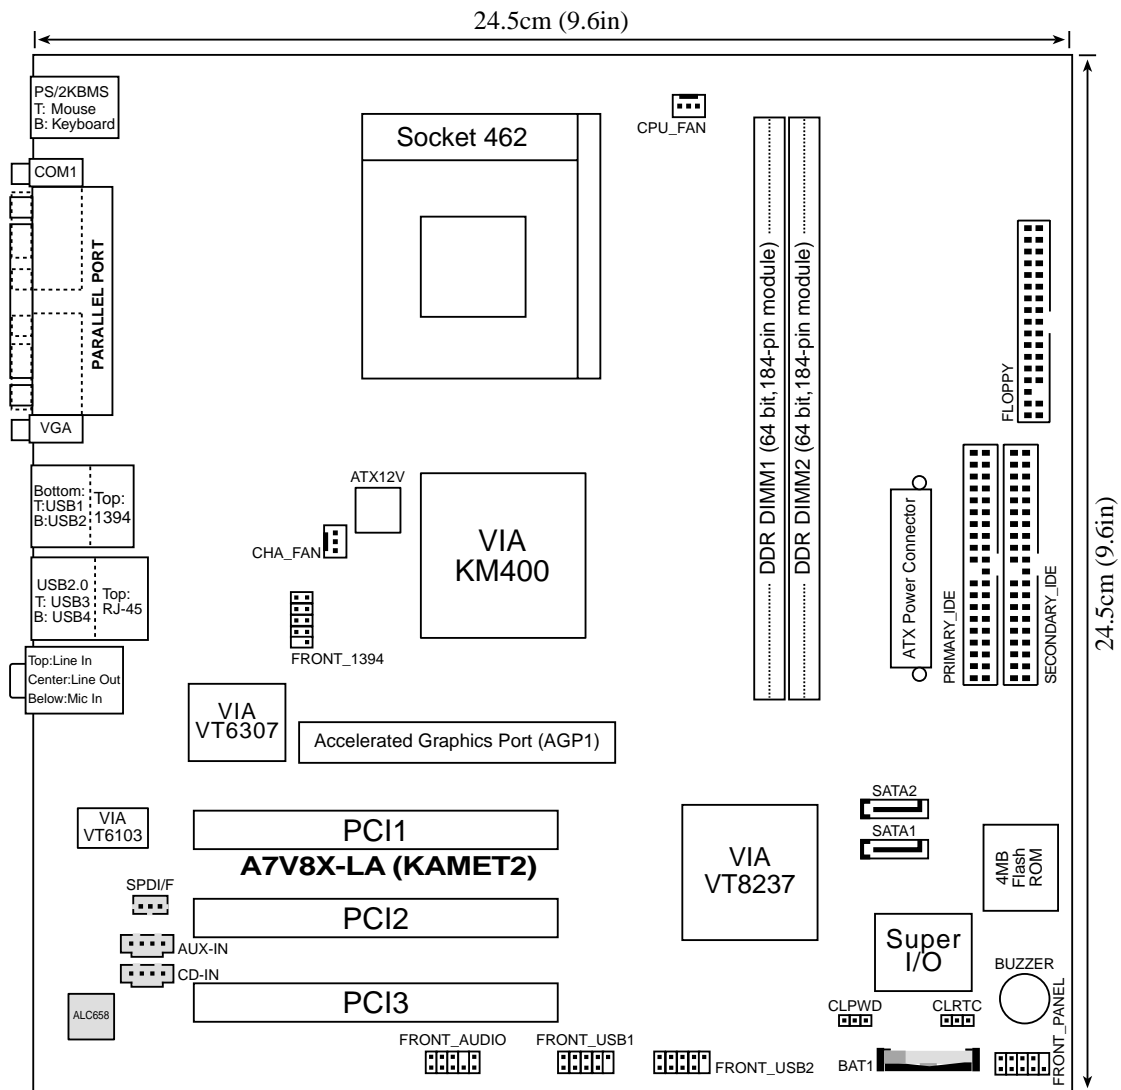 24.5cm (9.6in)
PS/2KBMS
T: Mouse
B: Keyboard
CPU_FAN
Socket 462
COM1
PARALLEL PORT
VGA
DDR DIMM1 (64 bit,184-pin module)
DDR DIMM2 (64 bit,184-pin module)
FLOPPY
24.5cm (9.6in)
Bottom:
T:USB1
B:USB2
Top:
1394
ATX12V
CHA_FAN
VIA
KM400
ATX Power Connector
PRIMARY_IDE
SECONDARY_IDE
USB2.0
T: USB3
B: USB4
Top:
RJ-45
FRONT_1394
Top:Line In
Center:Line Out
Below:Mic In
VIA
VT6307
Accelerated Graphics Port (AGP1)
VIA
VT6103
PCI1
A7V8X-LA (KAMET2)
SATA2
SATA1
VIA
VT8237
4MB
Flash
ROM
SPDI/F
PCI2
AUX-IN
CD-IN
Super
I/O
BUZZER
ALC658
PCI3
CLPWD
CLRTC
FRONT_AUDIO
FRONT_USB1
FRONT_USB2
BAT1
FRONT_PANEL